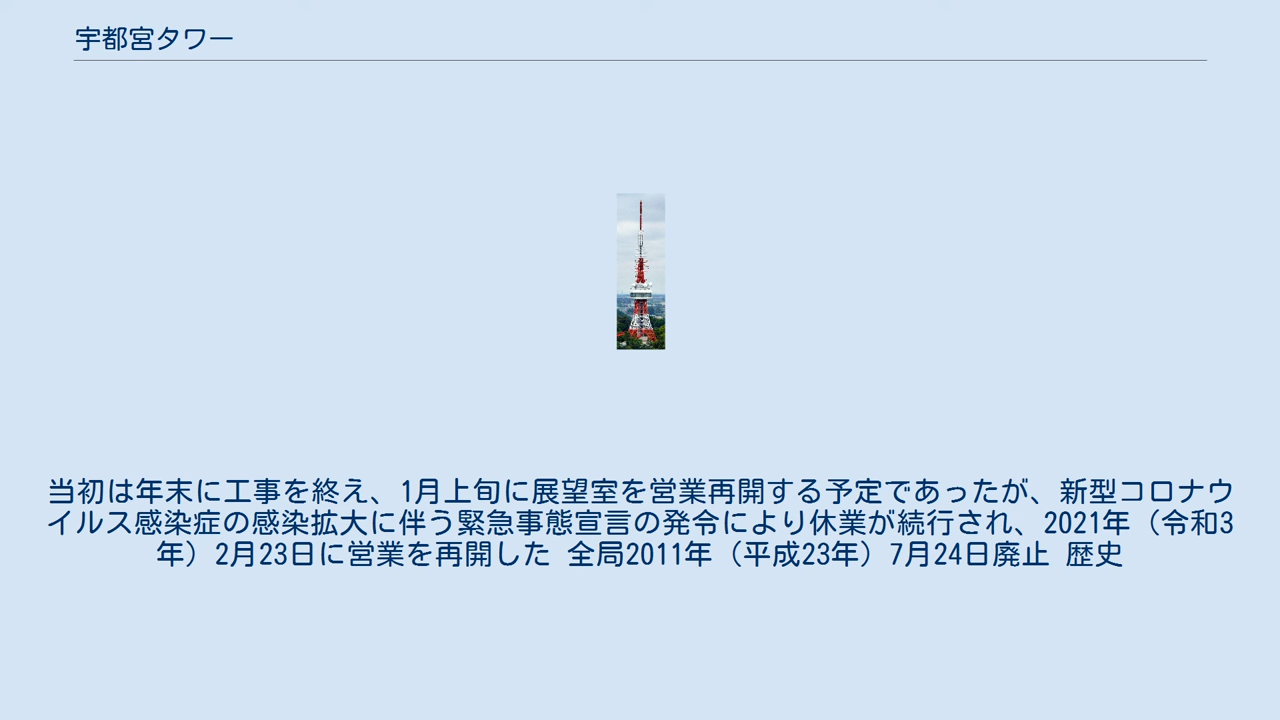 宇都宮タワー
当初は年末に工事を終え、1月上旬に展望室を営業再開する予定であったが、新型コロナウ
イルス感染症の感染拡大に伴う緊急事態宣言の発令により休業が続行され、2021年（令和3
年）2月23日に営業を再開した 全局2011年（平成23年）7月24日廃止 歴史